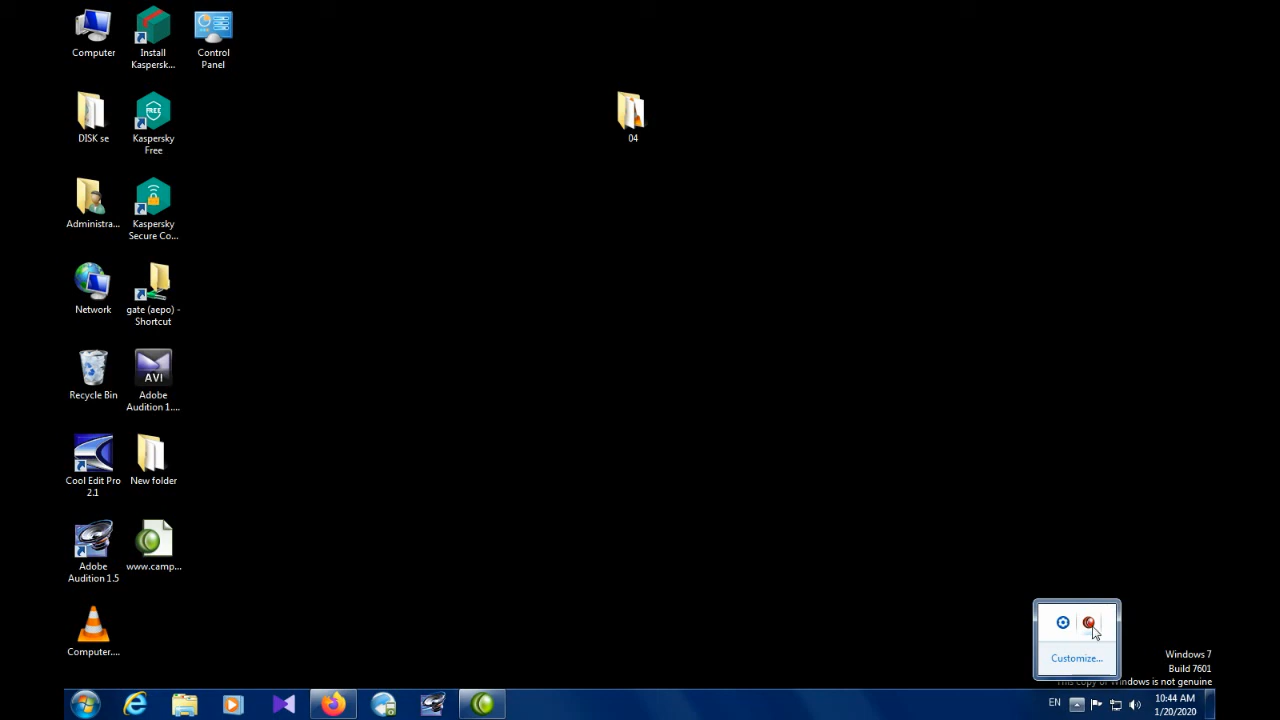 Computer
Install
Kaspersk...
Control
Panel
DISK se
FREE
Kaspersky
Free
04
Administra...
Kaspersky
Secure Co...
Network
gate (aepo) -
Shortcut
Recycle Bin
AVI
Adobe
Audition 1....
Cool Edit Pro
2.1
New folder
Adobe
Audition 1.5
www.camp...
Computer....
Customize...
Windows 7
Build 7601
This copy of Windows is not genuine
EN
10:44 AM
1/20/2020